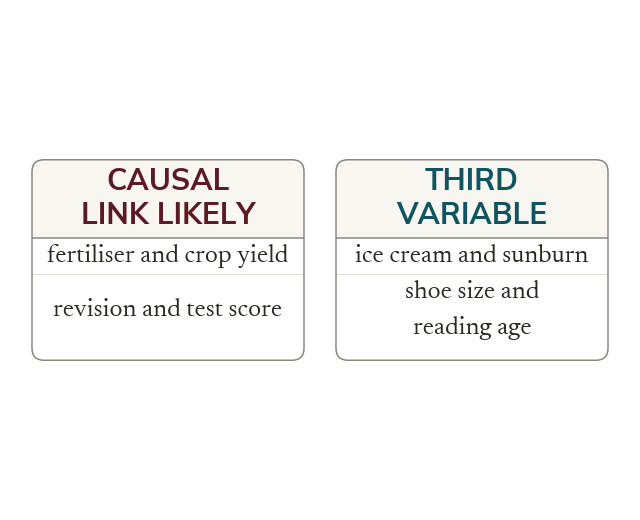 CAUSAL
LINK LIKELY
fertiliser and crop yield
revision and test score
THIRD
VARIABLE
ice cream and sunburn
shoe size and
reading age